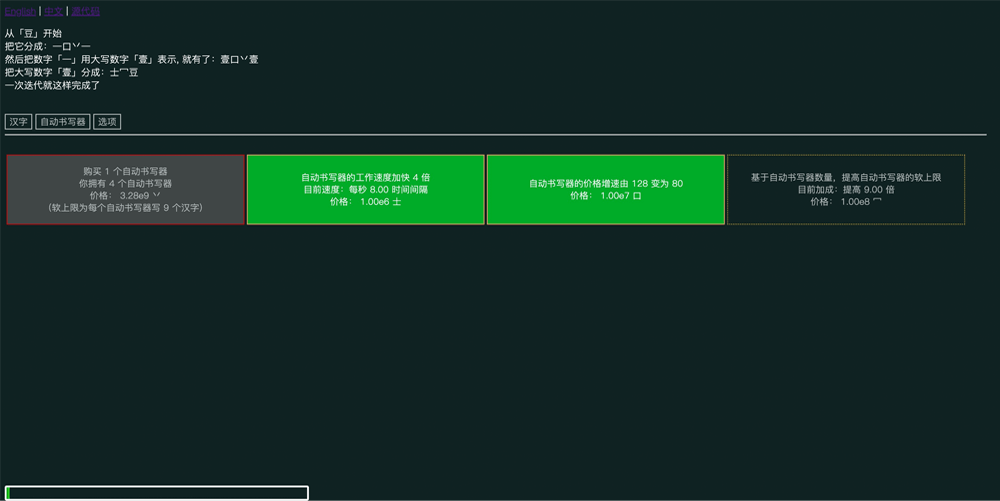 English | 中文 | 源代码
从「豆」开始
把它分成：一口丷一
然后把数字「一」用大写数字「壹」表示, 就有了：壹口丷壹
把大写数字「壹」分成：士冖豆
一次迭代就这样完成了
汉字 自动书写器 选项
购买 1 个自动书写器
你拥有 4 个自动书写器
价格： 3.28e9 丷
（软上限为每个自动书写器写 9 个汉字）
自动书写器的工作速度加快 4 倍
目前速度：每秒 8.00 时间间隔
价格： 1.00e6 士
自动书写器的价格增速由 128 变为 80
价格： 1.00e7 口
基于自动书写器数量，提高自动书写器的软上限
目前加成：提高 9.00 倍
价格： 1.00e8 冖